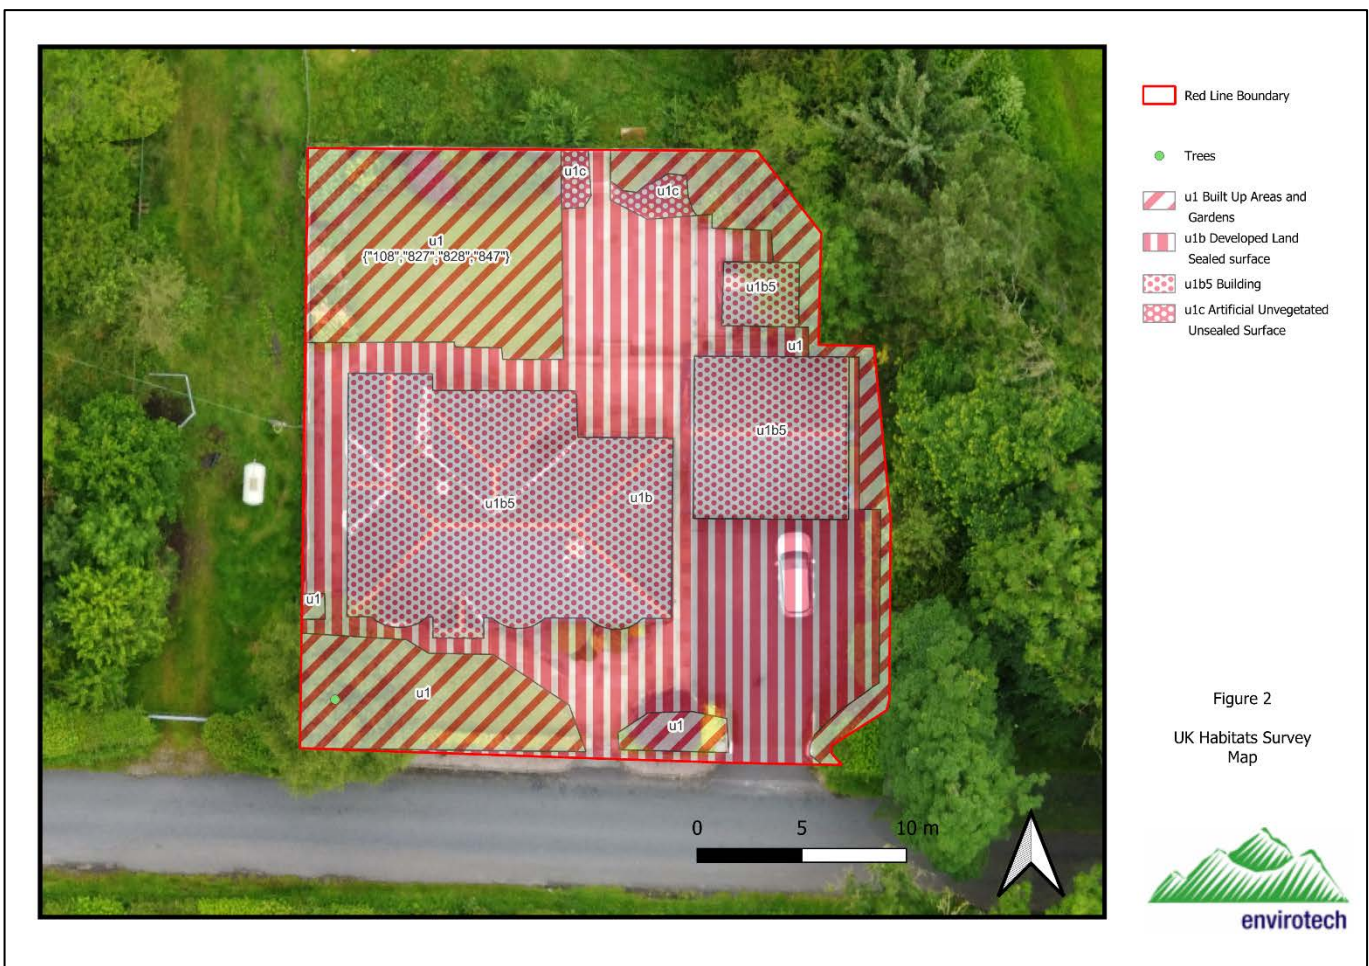 u1c
u1c
u1
{"108","827","828","847"}
u1b5
u1
u1b5
u1b5
u1b
u1
u1
u1
0 5 10 m
Red Line Boundary
Trees
u1 Built Up Areas and
Gardens
u1b Developed Land
Sealed surface
u1b5 Building
u1c Artificial Unvegetated
Unsealed Surface
Figure 2
UK Habitats Survey
Map
envirotech